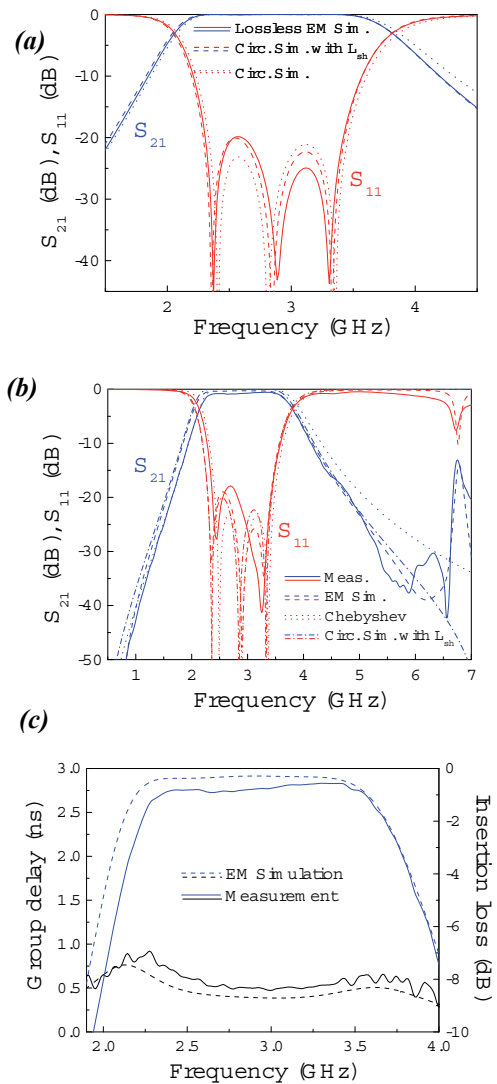 (a)
0
-10
-20
-30
-40
S21 (dB), S11 (dB)
Lossless EM Sim.
Circ.Sim. with Lsh
Circ.Sim.
S21
S11
2
3
4
Frequency (GHz)
(b)
0
-10
-20
-30
-40
-50
S21 (dB), S11 (dB)
S21
S11
Meas.
EM Sim.
Chebyshev
Circ.Sim. with Lsh
1
2
3
4
5
6
7
Frequency (GHz)
(c)
3.0
2.5
2.0
1.5
1.0
0.5
0.0
Group delay (ns)
EM Simulation
Measurement
0
-2
-4
-6
-8
-10
Insertion loss (dB)
2.0
2.5
3.0
3.5
4.0
Frequency (GHz)